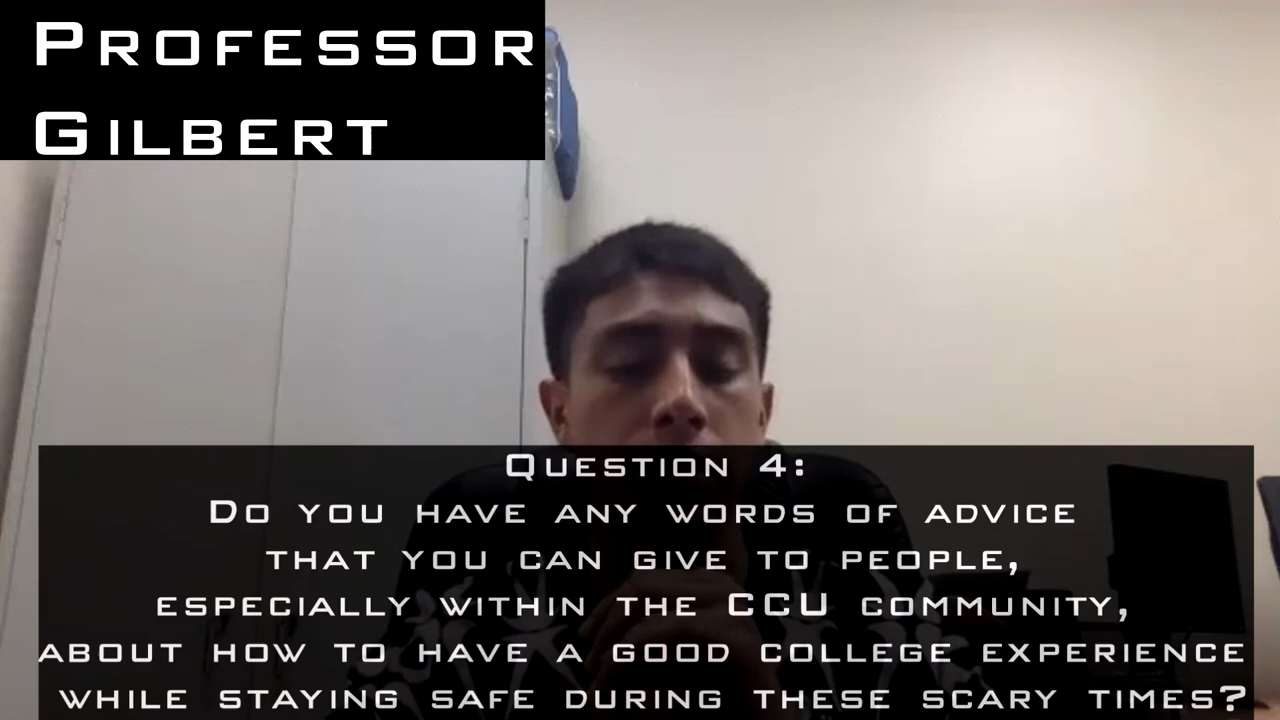 Professor
Gilbert
Question 4:
Do you have any words of advice
that you can give to people,
especially within the CCU community,
about how to have a good college experience
while staying safe during these scary times?